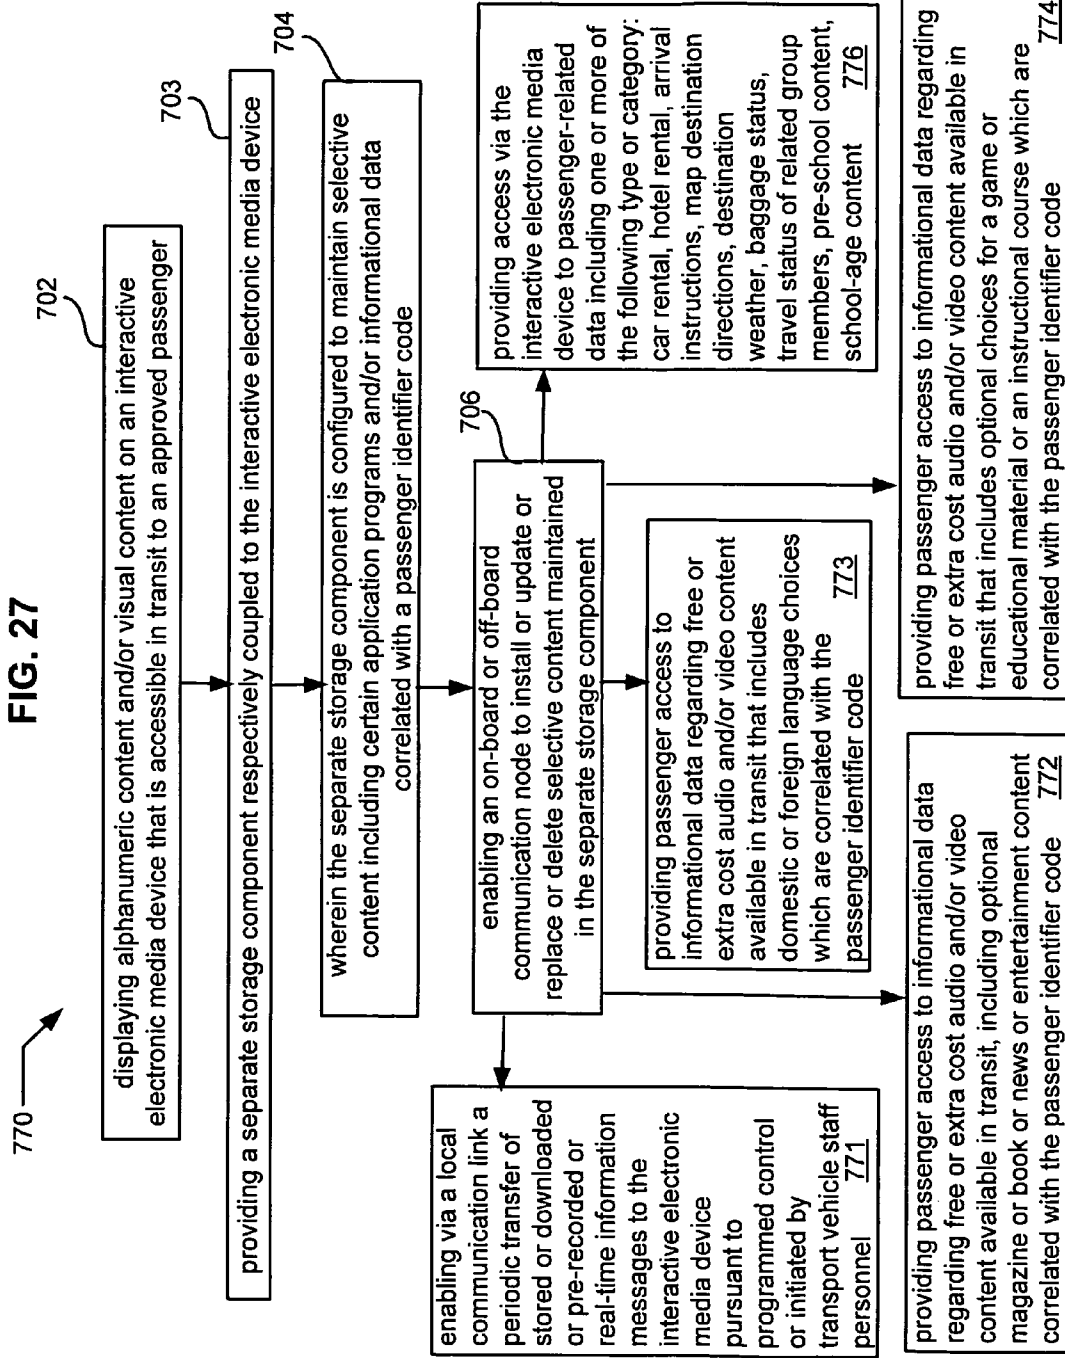 FIG. 27
770
702
displaying alphanumeric content and/or visual content on an interactive
electronic media device that is accessible in transit to an approved passenger
703
providing a separate storage component respectively coupled to the interactive electronic media device
704
wherein the separate storage component is configured to maintain selective
content including certain application programs and/or informational data
correlated with a passenger identifier code
706
enabling an on-board or off-board
communication node to install or update or
replace or delete selective content maintained
in the separate storage component
enabling via a local
communication link a
periodic transfer of
stored or downloaded
or pre-recorded or
real-time information
messages to the
interactive electronic
media device
pursuant to
programmed control
or initiated by
transport vehicle staff
personnel 771
providing passenger access to
informational data regarding free or
extra cost audio and/or video content
available in transit that includes
domestic or foreign language choices
which are correlated with the
passenger identifier code 773
providing access via the
interactive electronic media
device to passenger-related
data including one or more of
the following type or category:
car rental, hotel rental, arrival
instructions, map destination
directions, destination
weather, baggage status,
travel status of related group
members, pre-school content,
school-age content 776
providing passenger access to informational data
regarding free or extra cost audio and/or video
content available in transit, including optional
magazine or book or news or entertainment content
correlated with the passenger identifier code 772
providing passenger access to informational data regarding
free or extra cost audio and/or video content available in
transit that includes optional choices for a game or
educational material or an instructional course which are
correlated with the passenger identifier code 774